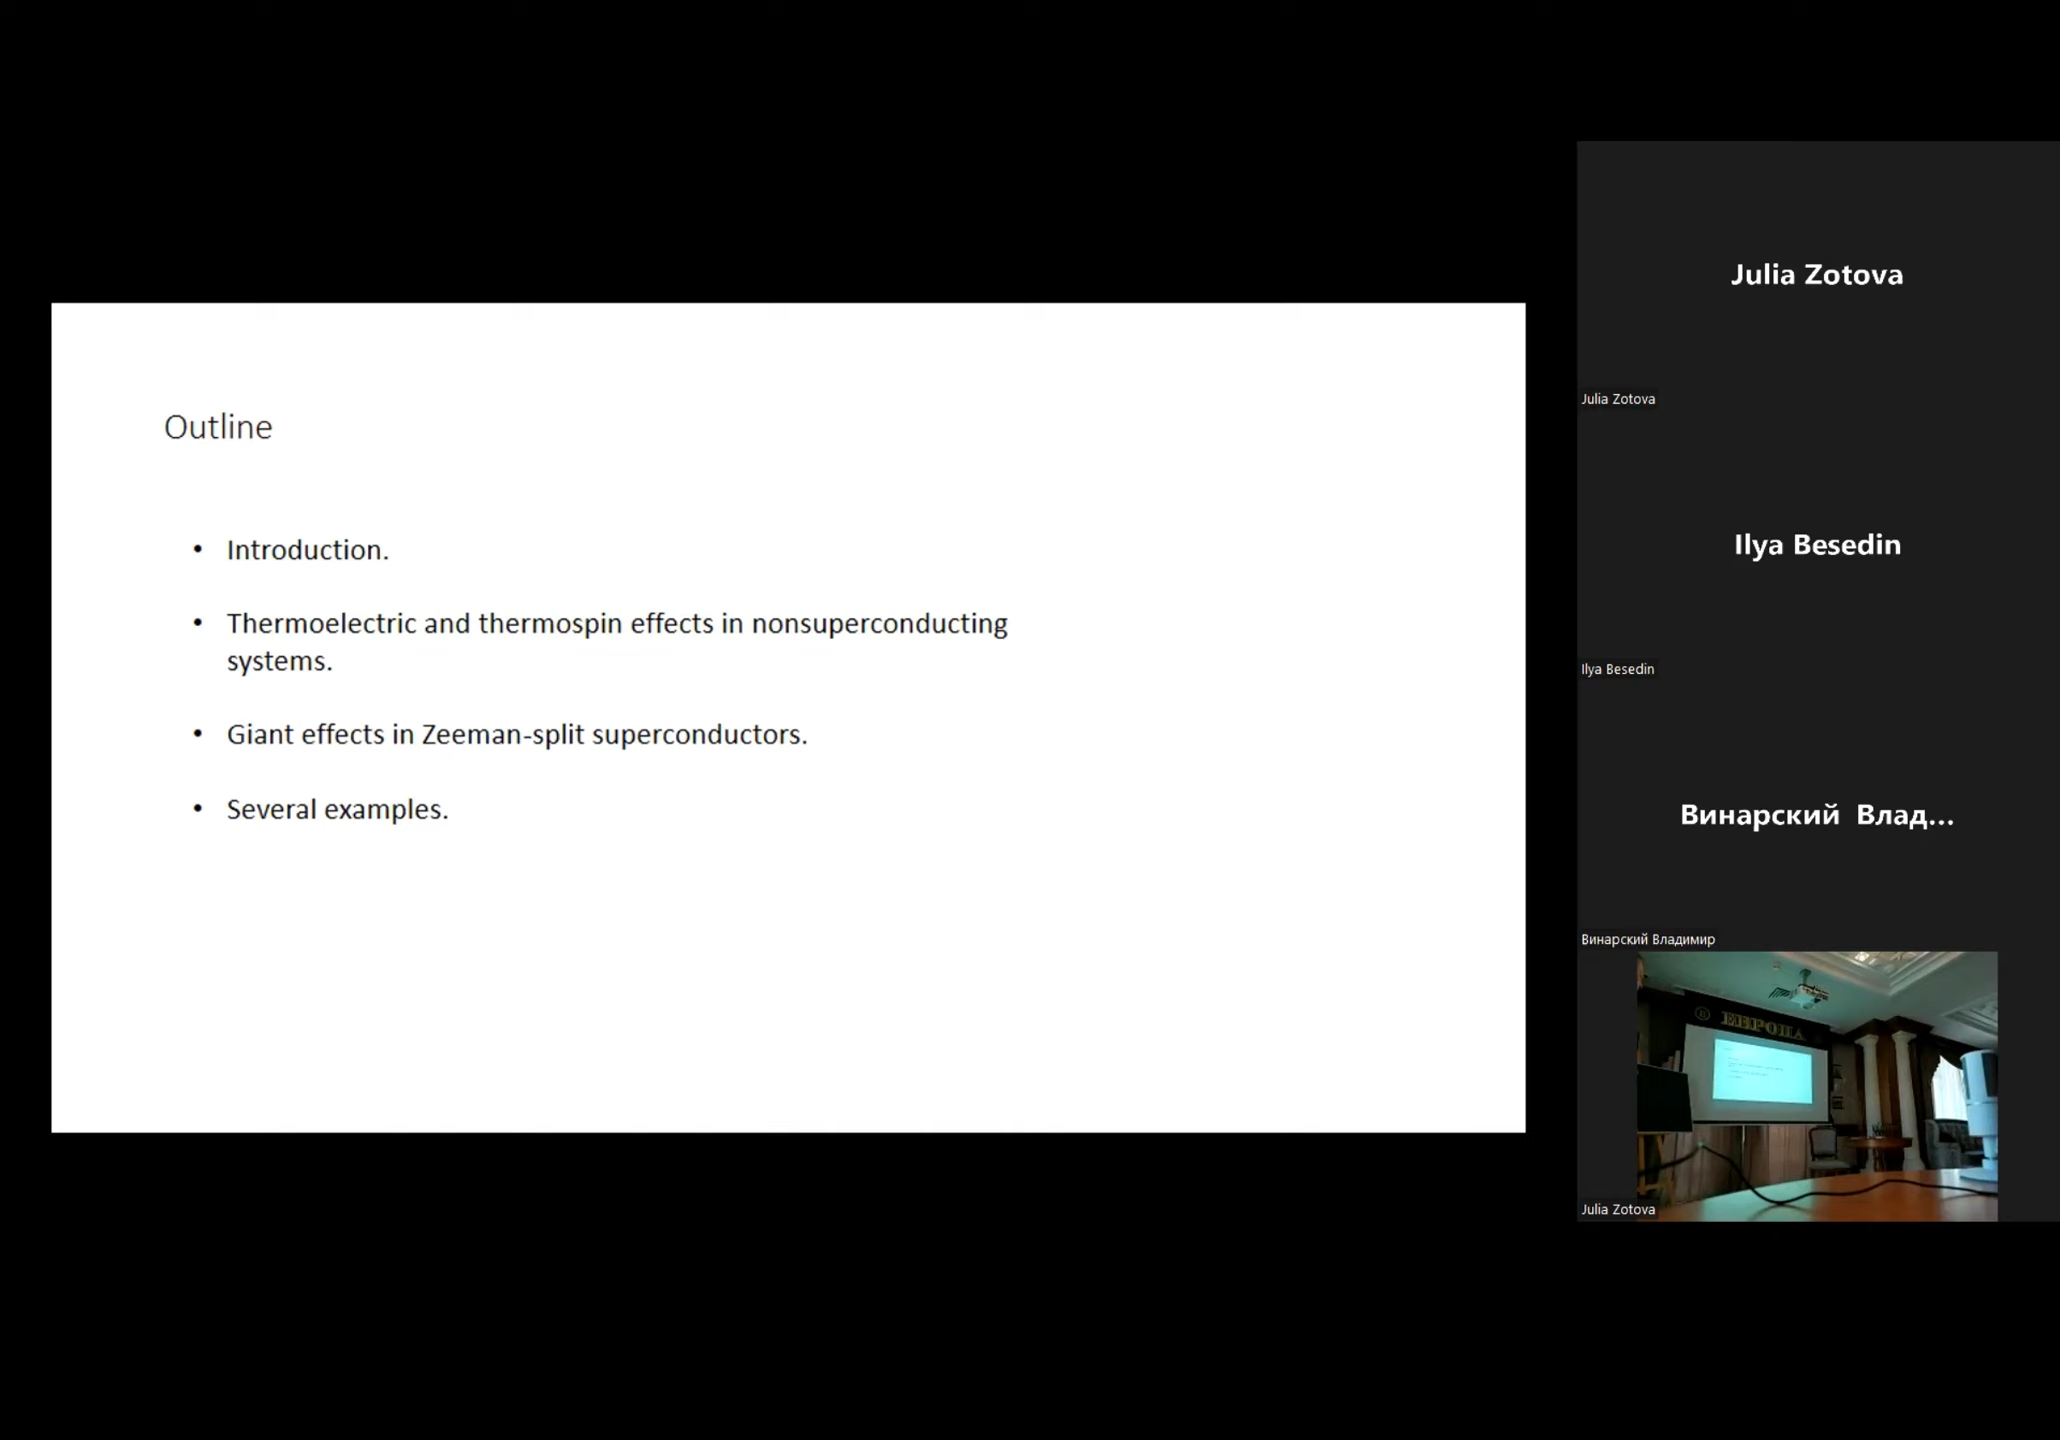 Outline
• Introduction.
• Thermoelectric and thermospin effects in nonsuperconducting
systems.
• Giant effects in Zeeman-split superconductors.
• Several examples.
Julia Zotova
Julia Zotova
Ilya Besedin
Ilya Besedin
Винарский Влад...
Винарский Владимир
ЕВРОПА
Julia Zotova